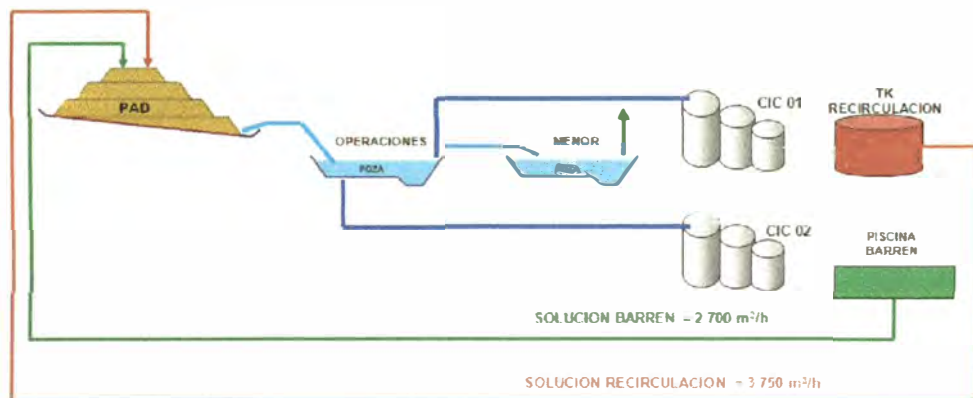 PAD
OPERACIONES
POZA
MENOR
CIC 01
TK
RECIRCULACION
CIC 02
PISCINA
BARREN
SOLUCION BARREN = 2 700 m³/h
SOLUCION RECIRCULACION = 3 750 m³/h